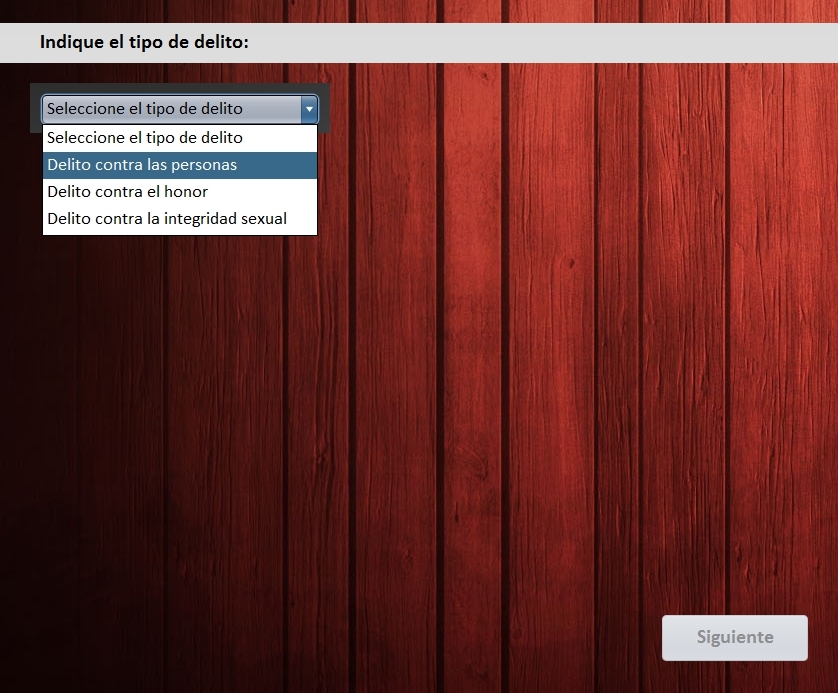 Indique el tipo de delito:
Seleccione el tipo de delito
Seleccione el tipo de delito
Delito contra las personas
Delito contra el honor
Delito contra la integridad sexual
Siguiente